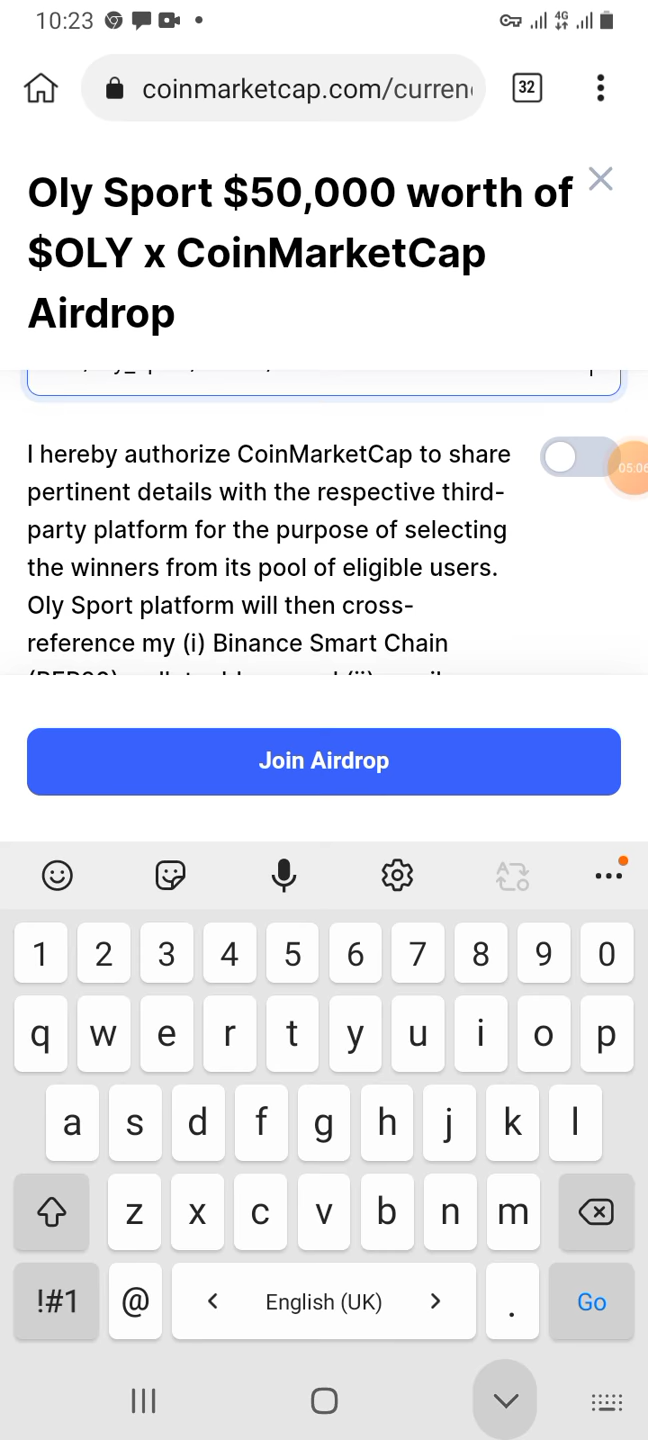 10:23
4G
coinmarketcap.com/curren
32
Oly Sport $50,000 worth of
$OLY x CoinMarketCap
Airdrop
I hereby authorize CoinMarketCap to share
pertinent details with the respective third-
party platform for the purpose of selecting
the winners from its pool of eligible users.
Oly Sport platform will then cross-
reference my (i) Binance Smart Chain
05:06
Join Airdrop
1 2 3 4 5 6 7 8 9 0
q w e r t y u i o p
a s d f g h j k l
z x c v b n m
!#1 @ < English (UK) > . Go